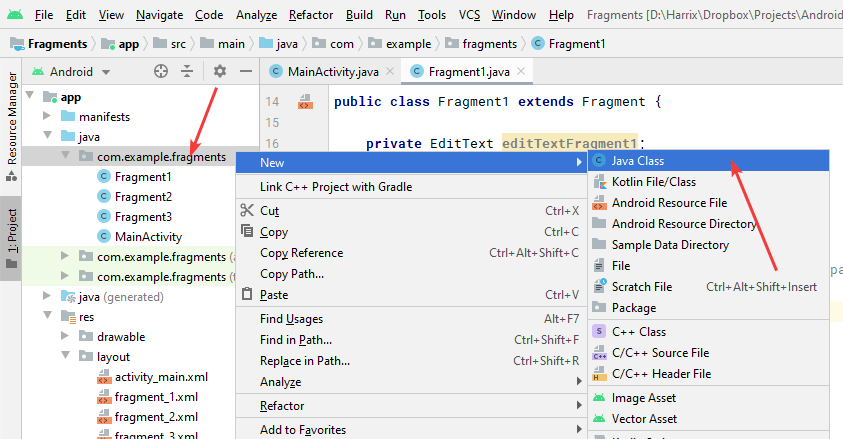 File Edit View Navigate Code Analyze Refactor Build Run Tools VCS Window Help Fragments [D:\Harrix\Dropbox\Projects\Android
Fragments app src main java com example fragments Fragment1
Resource Manager
1: Project
Android
MainActivity.java
Fragment1.java
app
manifests
java
com.example.fragments
Fragment1
Fragment2
Fragment3
MainActivity
com.example.fragments (a
com.example.fragments (t
java (generated)
res
drawable
layout
activity_main.xml
fragment_1.xml
fragment_2.xml
fragment_3.xml
14 public class Fragment1 extends Fragment {
15
16 private EditText editTextFragment1;
New
Link C++ Project with Gradle
Cut Ctrl+X
Copy Ctrl+C
Copy Reference Ctrl+Alt+Shift+C
Copy Path...
Paste Ctrl+V
Find Usages Alt+F7
Find in Path... Ctrl+Shift+F
Replace in Path... Ctrl+Shift+R
Analyze
Refactor
Add to Favorites
Java Class
Kotlin File/Class
Android Resource File
Android Resource Directory
Sample Data Directory
File
Scratch File Ctrl+Alt+Shift+Insert
Package
C++ Class
C/C++ Source File
C/C++ Header File
Image Asset
Vector Asset
pa